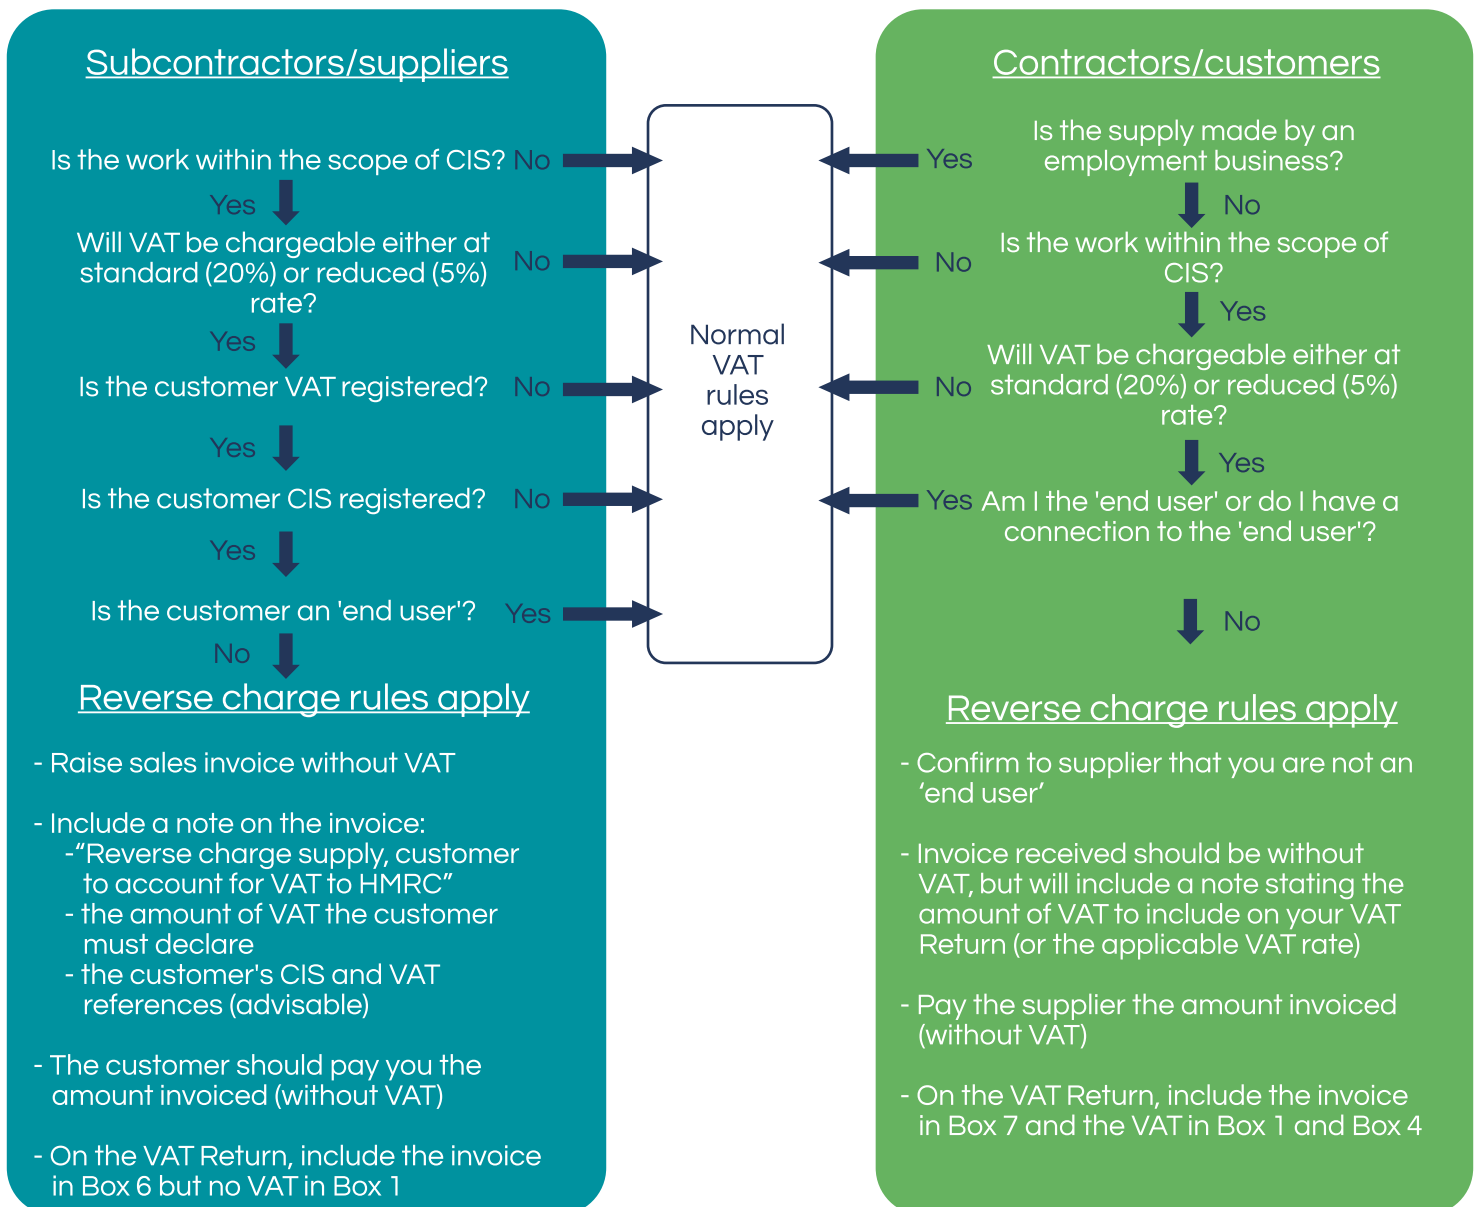 Subcontractors/suppliers
Is the work within the scope of CIS? No
Yes
Will VAT be chargeable either at
standard (20%) or reduced (5%)
rate?
No
Yes
Is the customer VAT registered? No
Yes
Is the customer CIS registered? No
Yes
Is the customer an 'end user'? Yes
No
Reverse charge rules apply
- Raise sales invoice without VAT
- Include a note on the invoice:
-“Reverse charge supply, customer
to account for VAT to HMRC”
- the amount of VAT the customer
must declare
- the customer's CIS and VAT
references (advisable)
- The customer should pay you the
amount invoiced (without VAT)
- On the VAT Return, include the invoice
in Box 6 but no VAT in Box 1
Normal
VAT
rules
apply
Contractors/customers
Is the supply made by an
employment business?
Yes
No
Is the work within the scope of
CIS?
No
Yes
Will VAT be chargeable either at
standard (20%) or reduced (5%)
rate?
No
Yes
Yes Am I the 'end user' or do I have a
connection to the 'end user'?
No
Reverse charge rules apply
- Confirm to supplier that you are not an
‘end user’
- Invoice received should be without
VAT, but will include a note stating the
amount of VAT to include on your VAT
Return (or the applicable VAT rate)
- Pay the supplier the amount invoiced
(without VAT)
- On the VAT Return, include the invoice
in Box 7 and the VAT in Box 1 and Box 4